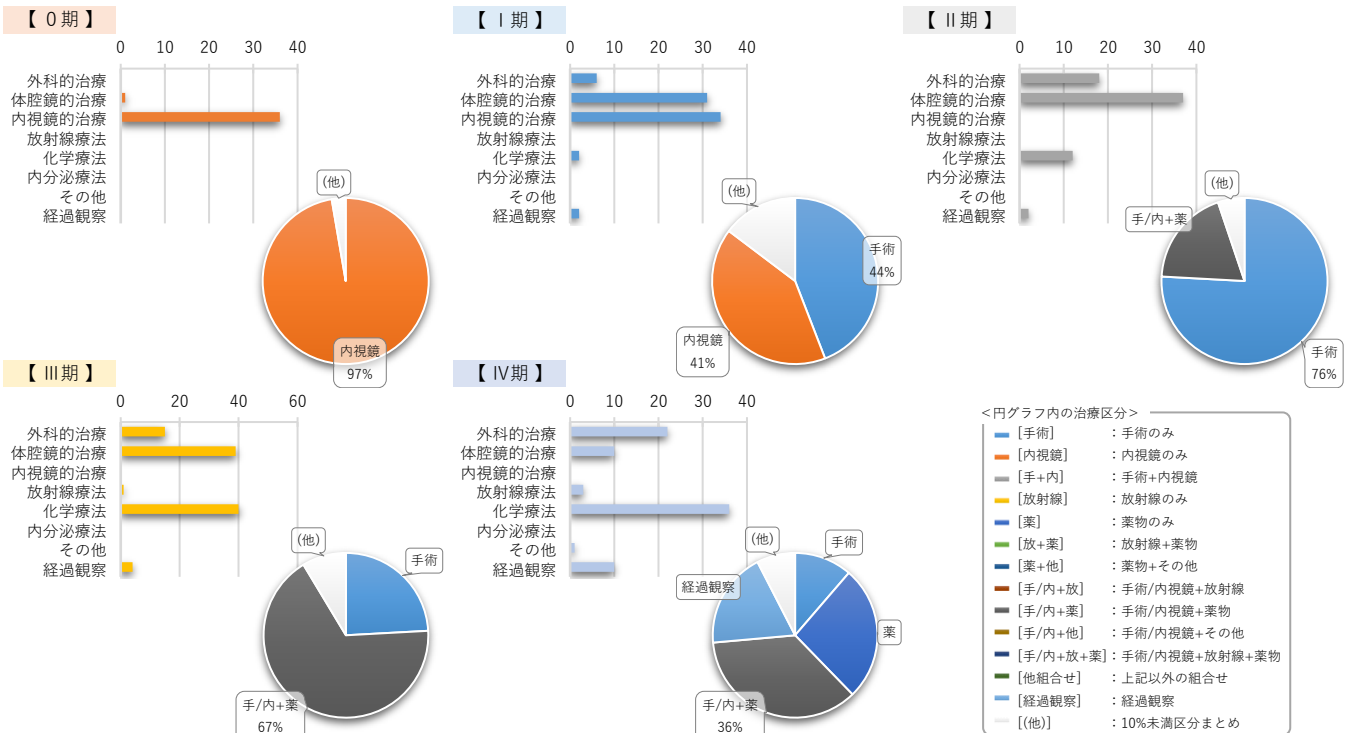 【 0期 】
0 10 20 30 40
外科的治療
体腔鏡的治療
内視鏡的治療
放射線療法
化学療法
内分泌療法
その他
経過観察
(他)
内視鏡
97%
【 Ⅰ期 】
0 10 20 30 40
外科的治療
体腔鏡的治療
内視鏡的治療
放射線療法
化学療法
内分泌療法
その他
経過観察
(他)
手術
44%
内視鏡
41%
【 Ⅱ期 】
0 10 20 30 40
外科的治療
体腔鏡的治療
内視鏡的治療
放射線療法
化学療法
内分泌療法
その他
経過観察
(他)
手/内+薬
手術
76%
【 Ⅲ期 】
0 20 40 60
外科的治療
体腔鏡的治療
内視鏡的治療
放射線療法
化学療法
内分泌療法
その他
経過観察
(他)
手術
手/内+薬
67%
【 Ⅳ期 】
0 10 20 30 40
外科的治療
体腔鏡的治療
内視鏡的治療
放射線療法
化学療法
内分泌療法
その他
経過観察
(他)
手術
経過観察
薬
手/内+薬
36%
<円グラフ内の治療区分>
[手術] : 手術のみ
[内視鏡] : 内視鏡のみ
[手+内] : 手術+内視鏡
[放射線] : 放射線のみ
[薬] : 薬物のみ
[放+薬] : 放射線+薬物
[薬+他] : 薬物+その他
[手/内+放] : 手術/内視鏡+放射線
[手/内+薬] : 手術/内視鏡+薬物
[手/内+他] : 手術/内視鏡+その他
[手/内+放+薬] : 手術/内視鏡+放射線+薬物
[他組合せ] : 上記以外の組合せ
[経過観察] : 経過観察
[(他)] : 10%未満区分まとめ